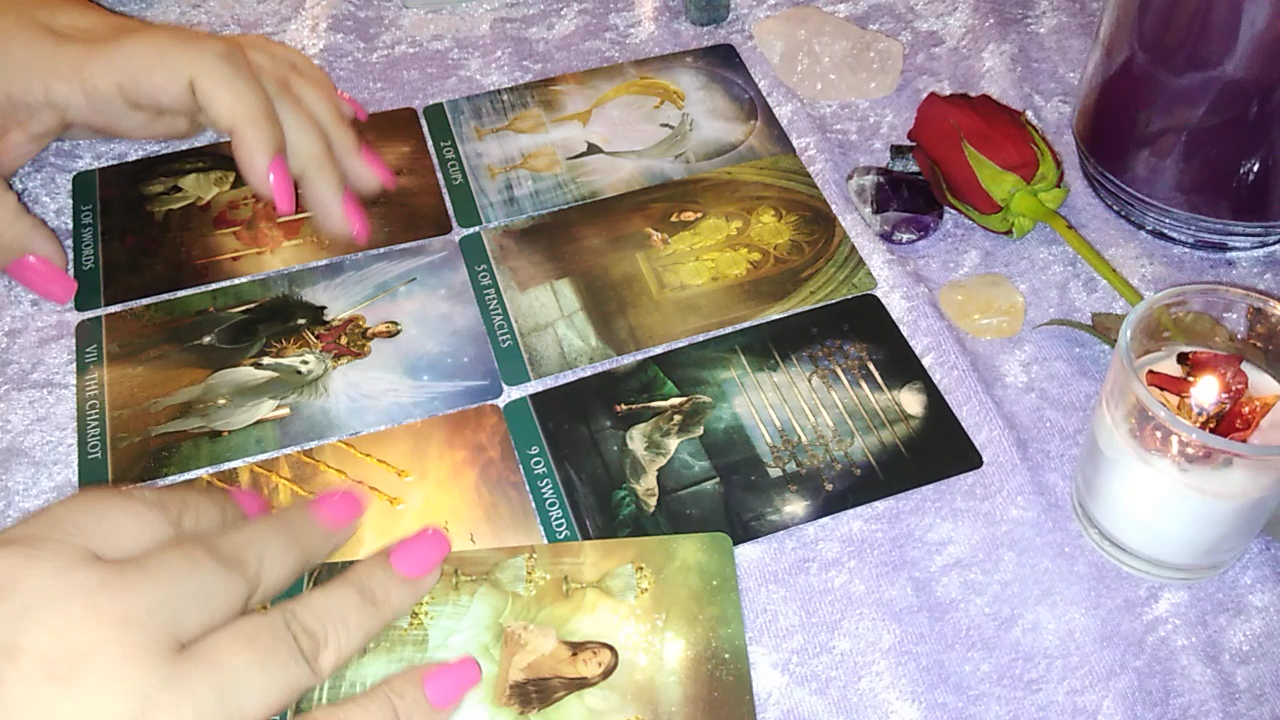 3 OF SWORDS
2 OF CUPS
VII · THE CHARIOT
5 OF PENTACLES
9 OF SWORDS